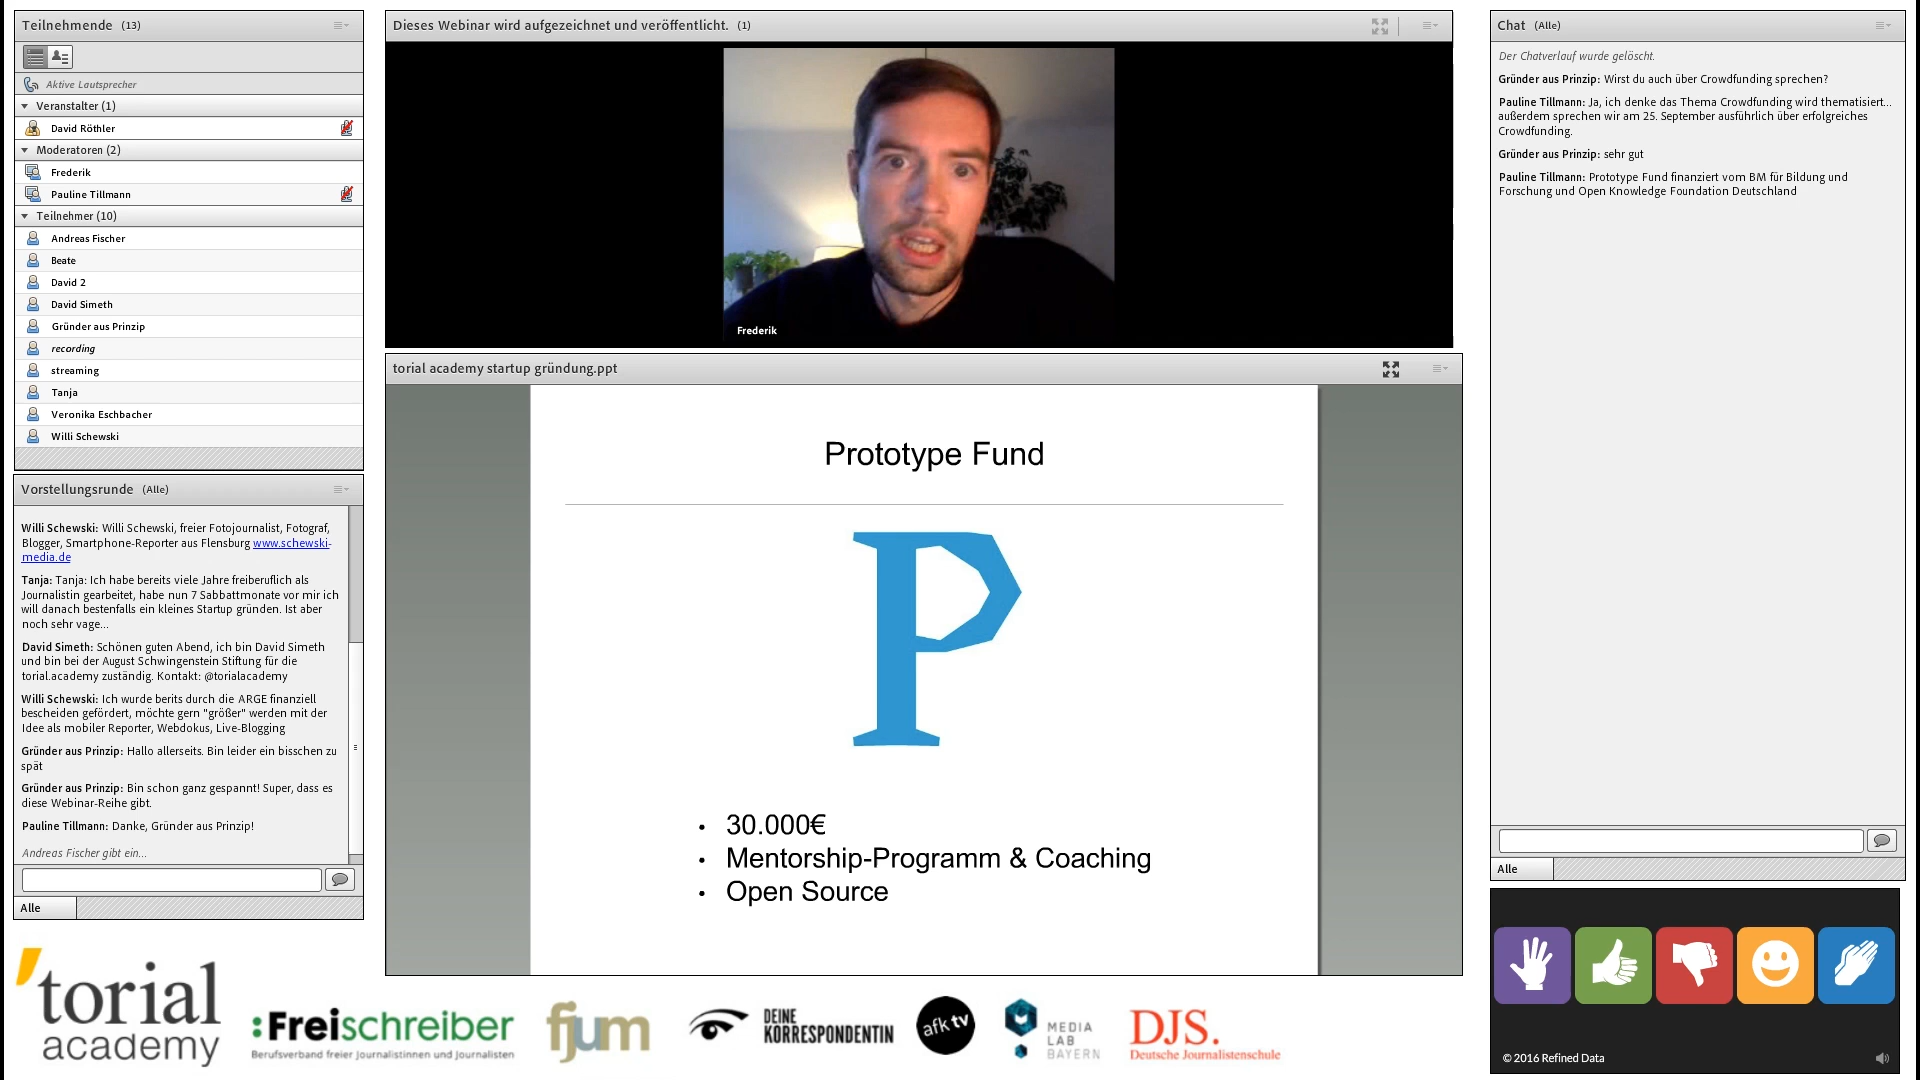 Teilnehmende (13)
Aktive Lautsprecher
Veranstalter (1)
David Röthler
Moderatoren (2)
Frederik
Pauline Tillmann
Teilnehmer (10)
Andreas Fischer
Beate
David 2
David Simeth
Gründer aus Prinzip
recording
streaming
Tanja
Veronika Eschbacher
Willi Schewski
Vorstellungsrunde (Alle)
Willi Schewski: Willi Schewski, freier Fotojournalist, Fotograf,
Blogger, Smartphone-Reporter aus Flensburg www.schewski-
media.de
Tanja: Tanja: Ich habe bereits viele Jahre freiberuflich als
Journalistin gearbeitet, habe nun 7 Sabbattmonate vor mir ich
will danach bestenfalls ein kleines Startup gründen. Ist aber
noch sehr vage...
David Simeth: Schönen guten Abend, ich bin David Simeth
und bin bei der August Schwingenstein Stiftung für die
torial.academy zuständig. Kontakt: @torialacademy
Willi Schewski: Ich wurde berits durch die ARGE finanziell
bescheiden gefördert, möchte gern "größer" werden mit der
Idee als mobiler Reporter, Webdokus, Live-Blogging
Gründer aus Prinzip: Hallo allerseits. Bin leider ein bisschen zu
spät
Gründer aus Prinzip: Bin schon ganz gespannt! Super, dass es
diese Webinar-Reihe gibt.
Pauline Tillmann: Danke, Gründer aus Prinzip!
Andreas Fischer gibt ein...
Alle
Dieses Webinar wird aufgezeichnet und veröffentlicht. (1)
Frederik
torial academy startup gründung.ppt
Prototype Fund
P
• 30.000€
• Mentorship-Programm & Coaching
• Open Source
Chat (Alle)
Der Chatverlauf wurde gelöscht.
Gründer aus Prinzip: Wirst du auch über Crowdfunding sprechen?
Pauline Tillmann: Ja, ich denke das Thema Crowdfunding wird thematisiert...
außerdem sprechen wir am 25. September ausführlich über erfolgreiches
Crowdfunding.
Gründer aus Prinzip: sehr gut
Pauline Tillmann: Prototype Fund finanziert vom BM für Bildung und
Forschung und Open Knowledge Foundation Deutschland
Alle
© 2016 Refined Data
'torial
academy
:Freischreiber
Berufsverband freier Journalistinnen und Journalisten
fjum
DEINE
KORRESPONDENTIN
afk tv
MEDIA
LAB
BAYERN
DJS.
Deutsche Journalistenschule